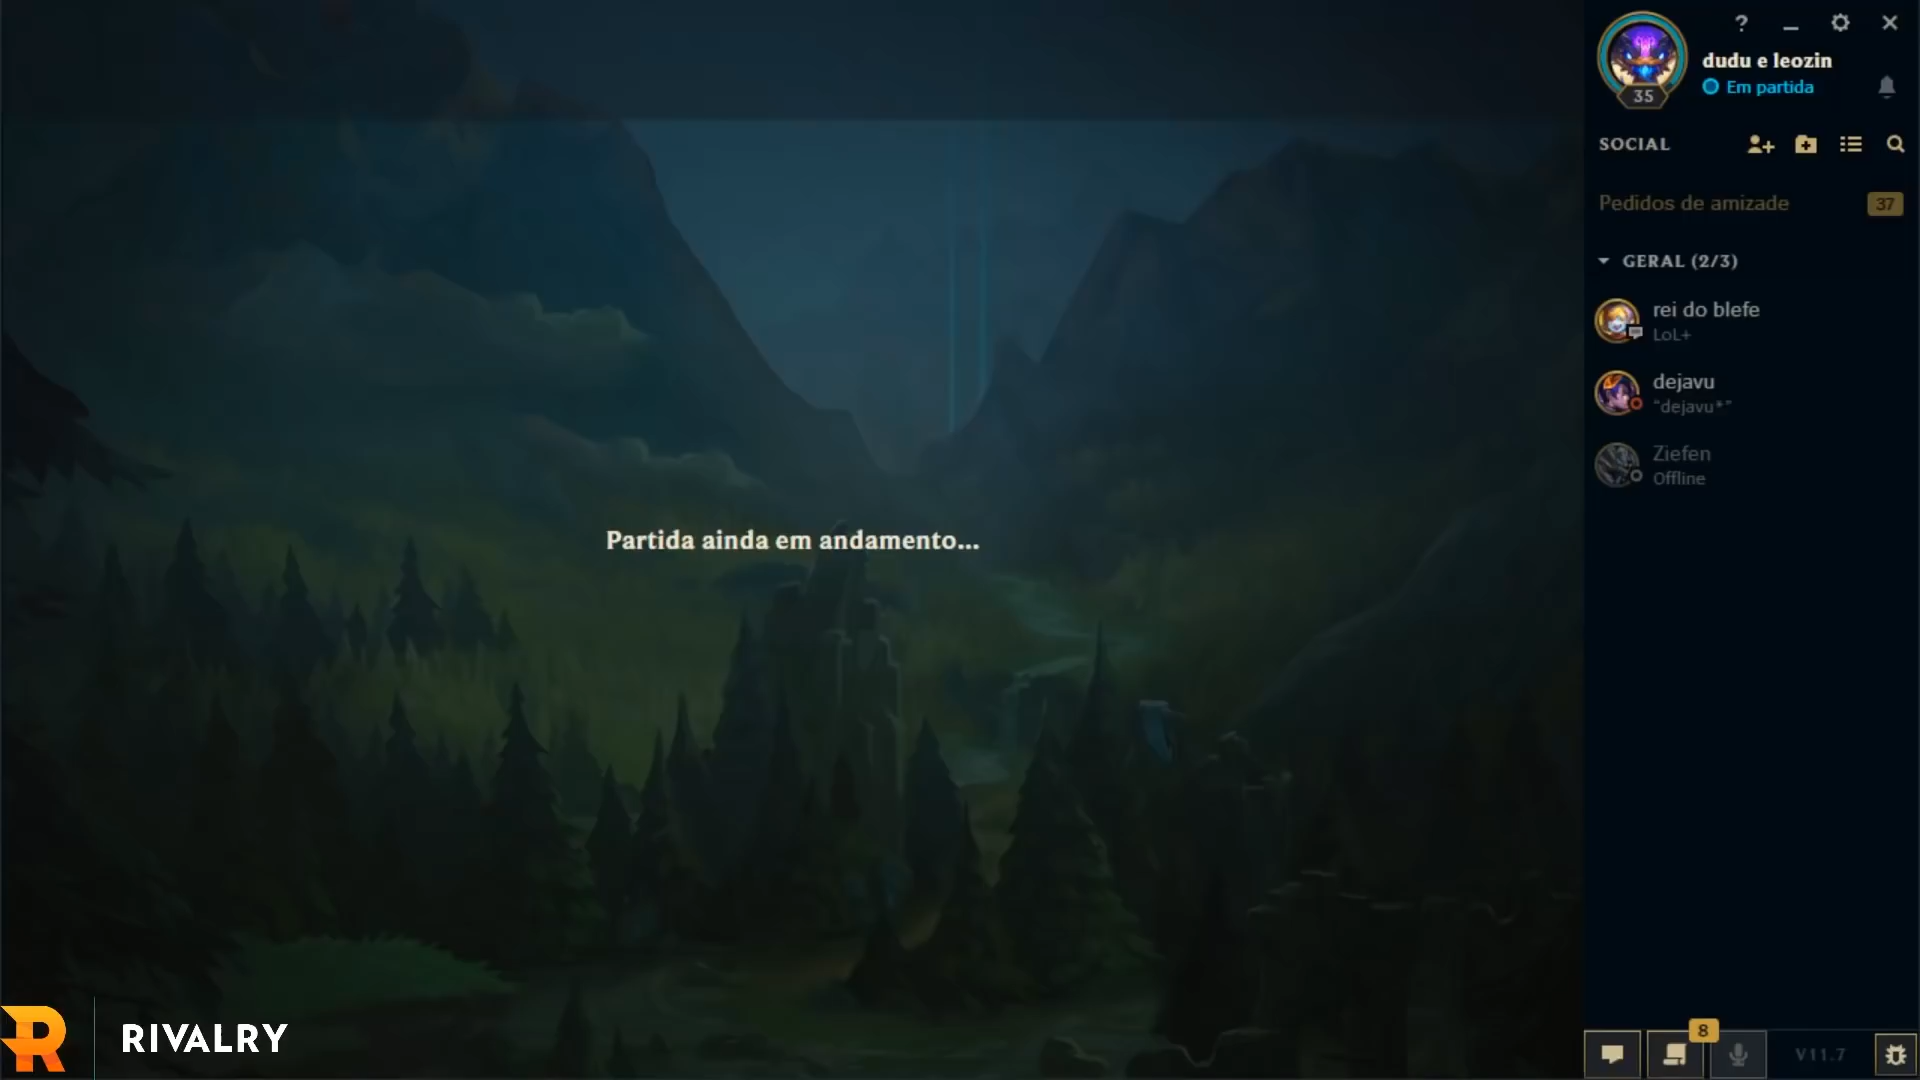 ?
dudu e leozin
Em partida
35
SOCIAL
Pedidos de amizade
37
GERAL (2/3)
rei do blefe
LoL+
dejavu
"dejavu*"
Ziefen
Offline
Partida ainda em andamento...
R
RIVALRY
8
V11.7